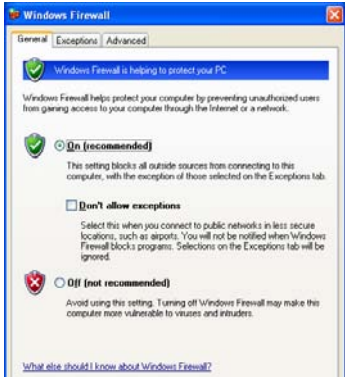 Windows Firewall
General Exceptions Advanced
Windows Firewall is helping to protect your PC
Windows Firewall helps protect your computer by preventing unauthorized users
from gaining access to your computer through the Internet or a network.
On (recommended)
This setting blocks all outside sources from connecting to this
computer, with the exception of those selected on the Exceptions tab.
Don't allow exceptions
Select this when you connect to public networks in less secure
locations, such as airports. You will not be notified when Windows
Firewall blocks programs. Selections on the Exceptions tab will be
ignored.
Off (not recommended)
Avoid using this setting. Turning off Windows Firewall may make this
computer more vulnerable to viruses and intruders.
What else should I know about Windows Firewall?